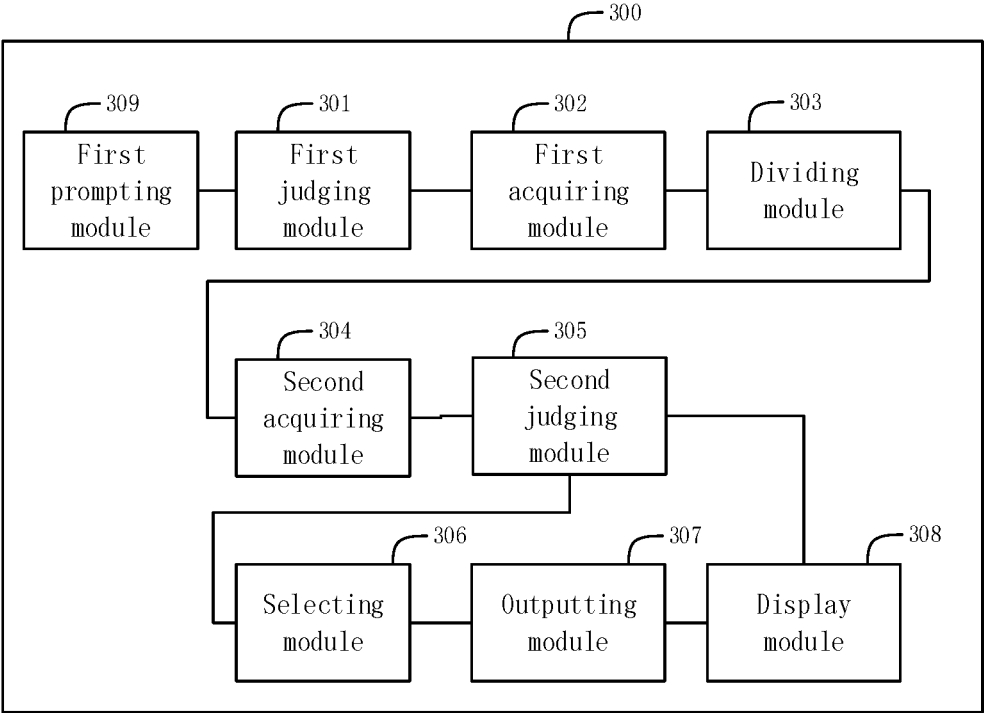 300
309
301
302
303
First
prompting
module
First
judging
module
First
acquiring
module
Dividing
module
304
305
Second
acquiring
module
Second
judging
module
306
307
308
Selecting
module
Outputting
module
Display
module